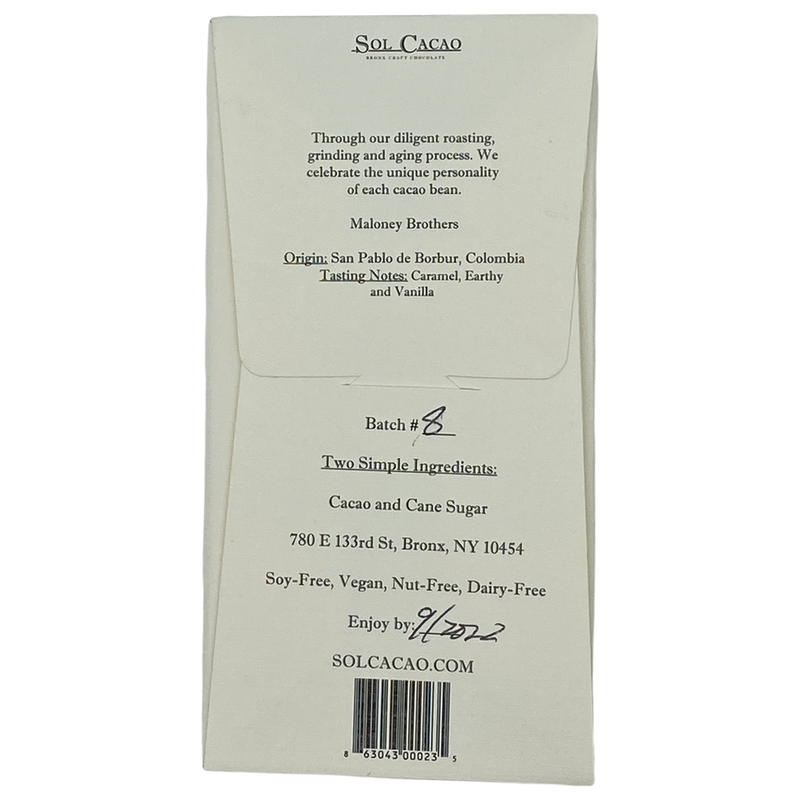 SOL CACAO
BRONX CRAFT CHOCOLATE
Through our diligent roasting,
grinding and aging process. We
celebrate the unique personality
of each cacao bean.
Maloney Brothers
Origin: San Pablo de Borbur, Colombia
Tasting Notes: Caramel, Earthy
and Vanilla
Batch # 8
Two Simple Ingredients:
Cacao and Cane Sugar
780 E 133rd St, Bronx, NY 10454
Soy-Free, Vegan, Nut-Free, Dairy-Free
Enjoy by: 9/2022
SOLCACAO.COM
8 63043 00023 5